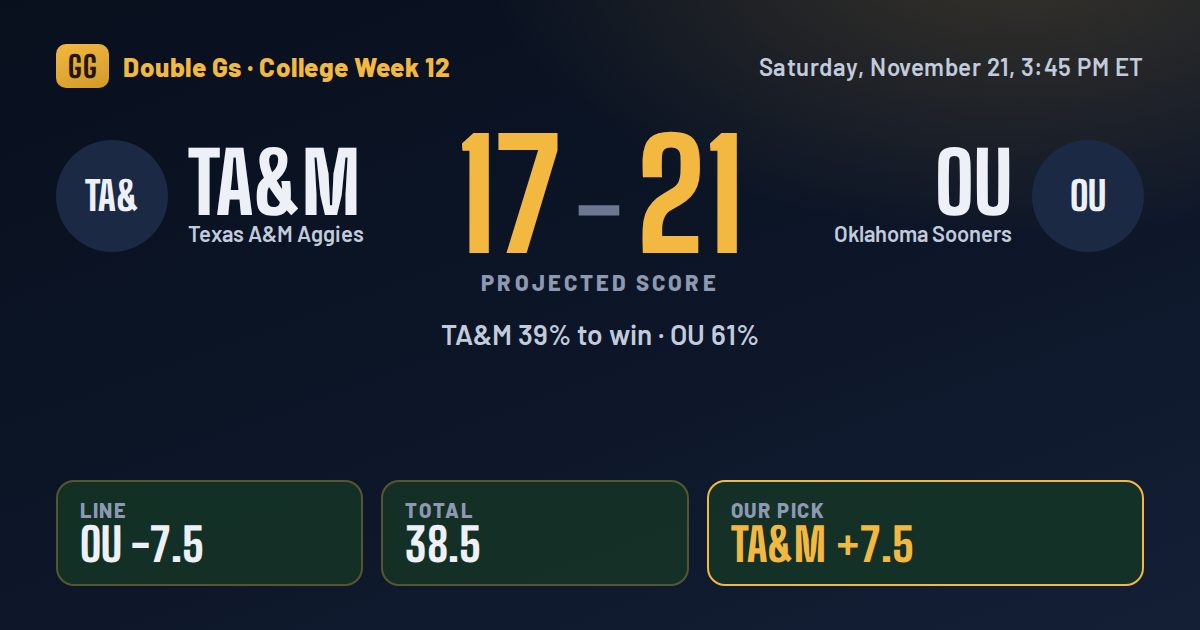 GG Double Gs · College Week 12
Saturday, November 21, 3:45 PM ET
TA&
TA&M
Texas A&M Aggies
17 – 21
PROJECTED SCORE
TA&M 39% to win · OU 61%
OU
Oklahoma Sooners
OU
LINE
OU −7.5
TOTAL
38.5
OUR PICK
TA&M +7.5